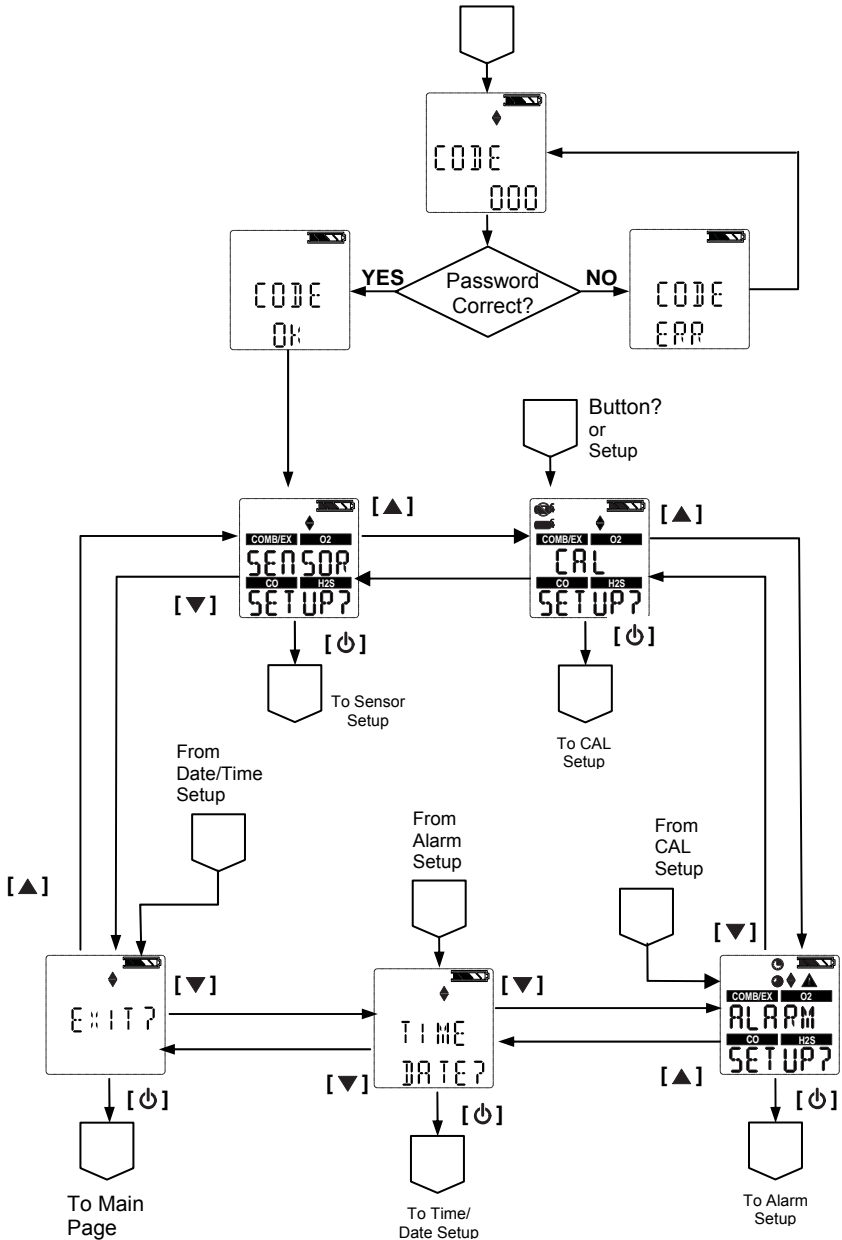 CODE
000
YES
Password
Correct?
NO
CODE
OK
CODE
ERR
Button?
or
Setup
[▲]
COMB/EX O2
SENSOR
CO H2S
SETUP?
[▼]
[⏻]
To Sensor
Setup
COMB/EX O2
CAL
CO H2S
SETUP?
[▲]
[⏻]
To CAL
Setup
From
Date/Time
Setup
From
Alarm
Setup
From
CAL
Setup
[▲]
EXIT?
[▼]
[⏻]
To Main
Page
TIME
DATE?
[▼]
[▼]
[⏻]
To Time/
Date Setup
[▼]
COMB/EX O2
ALARM
CO H2S
SETUP?
[▲]
[⏻]
To Alarm
Setup